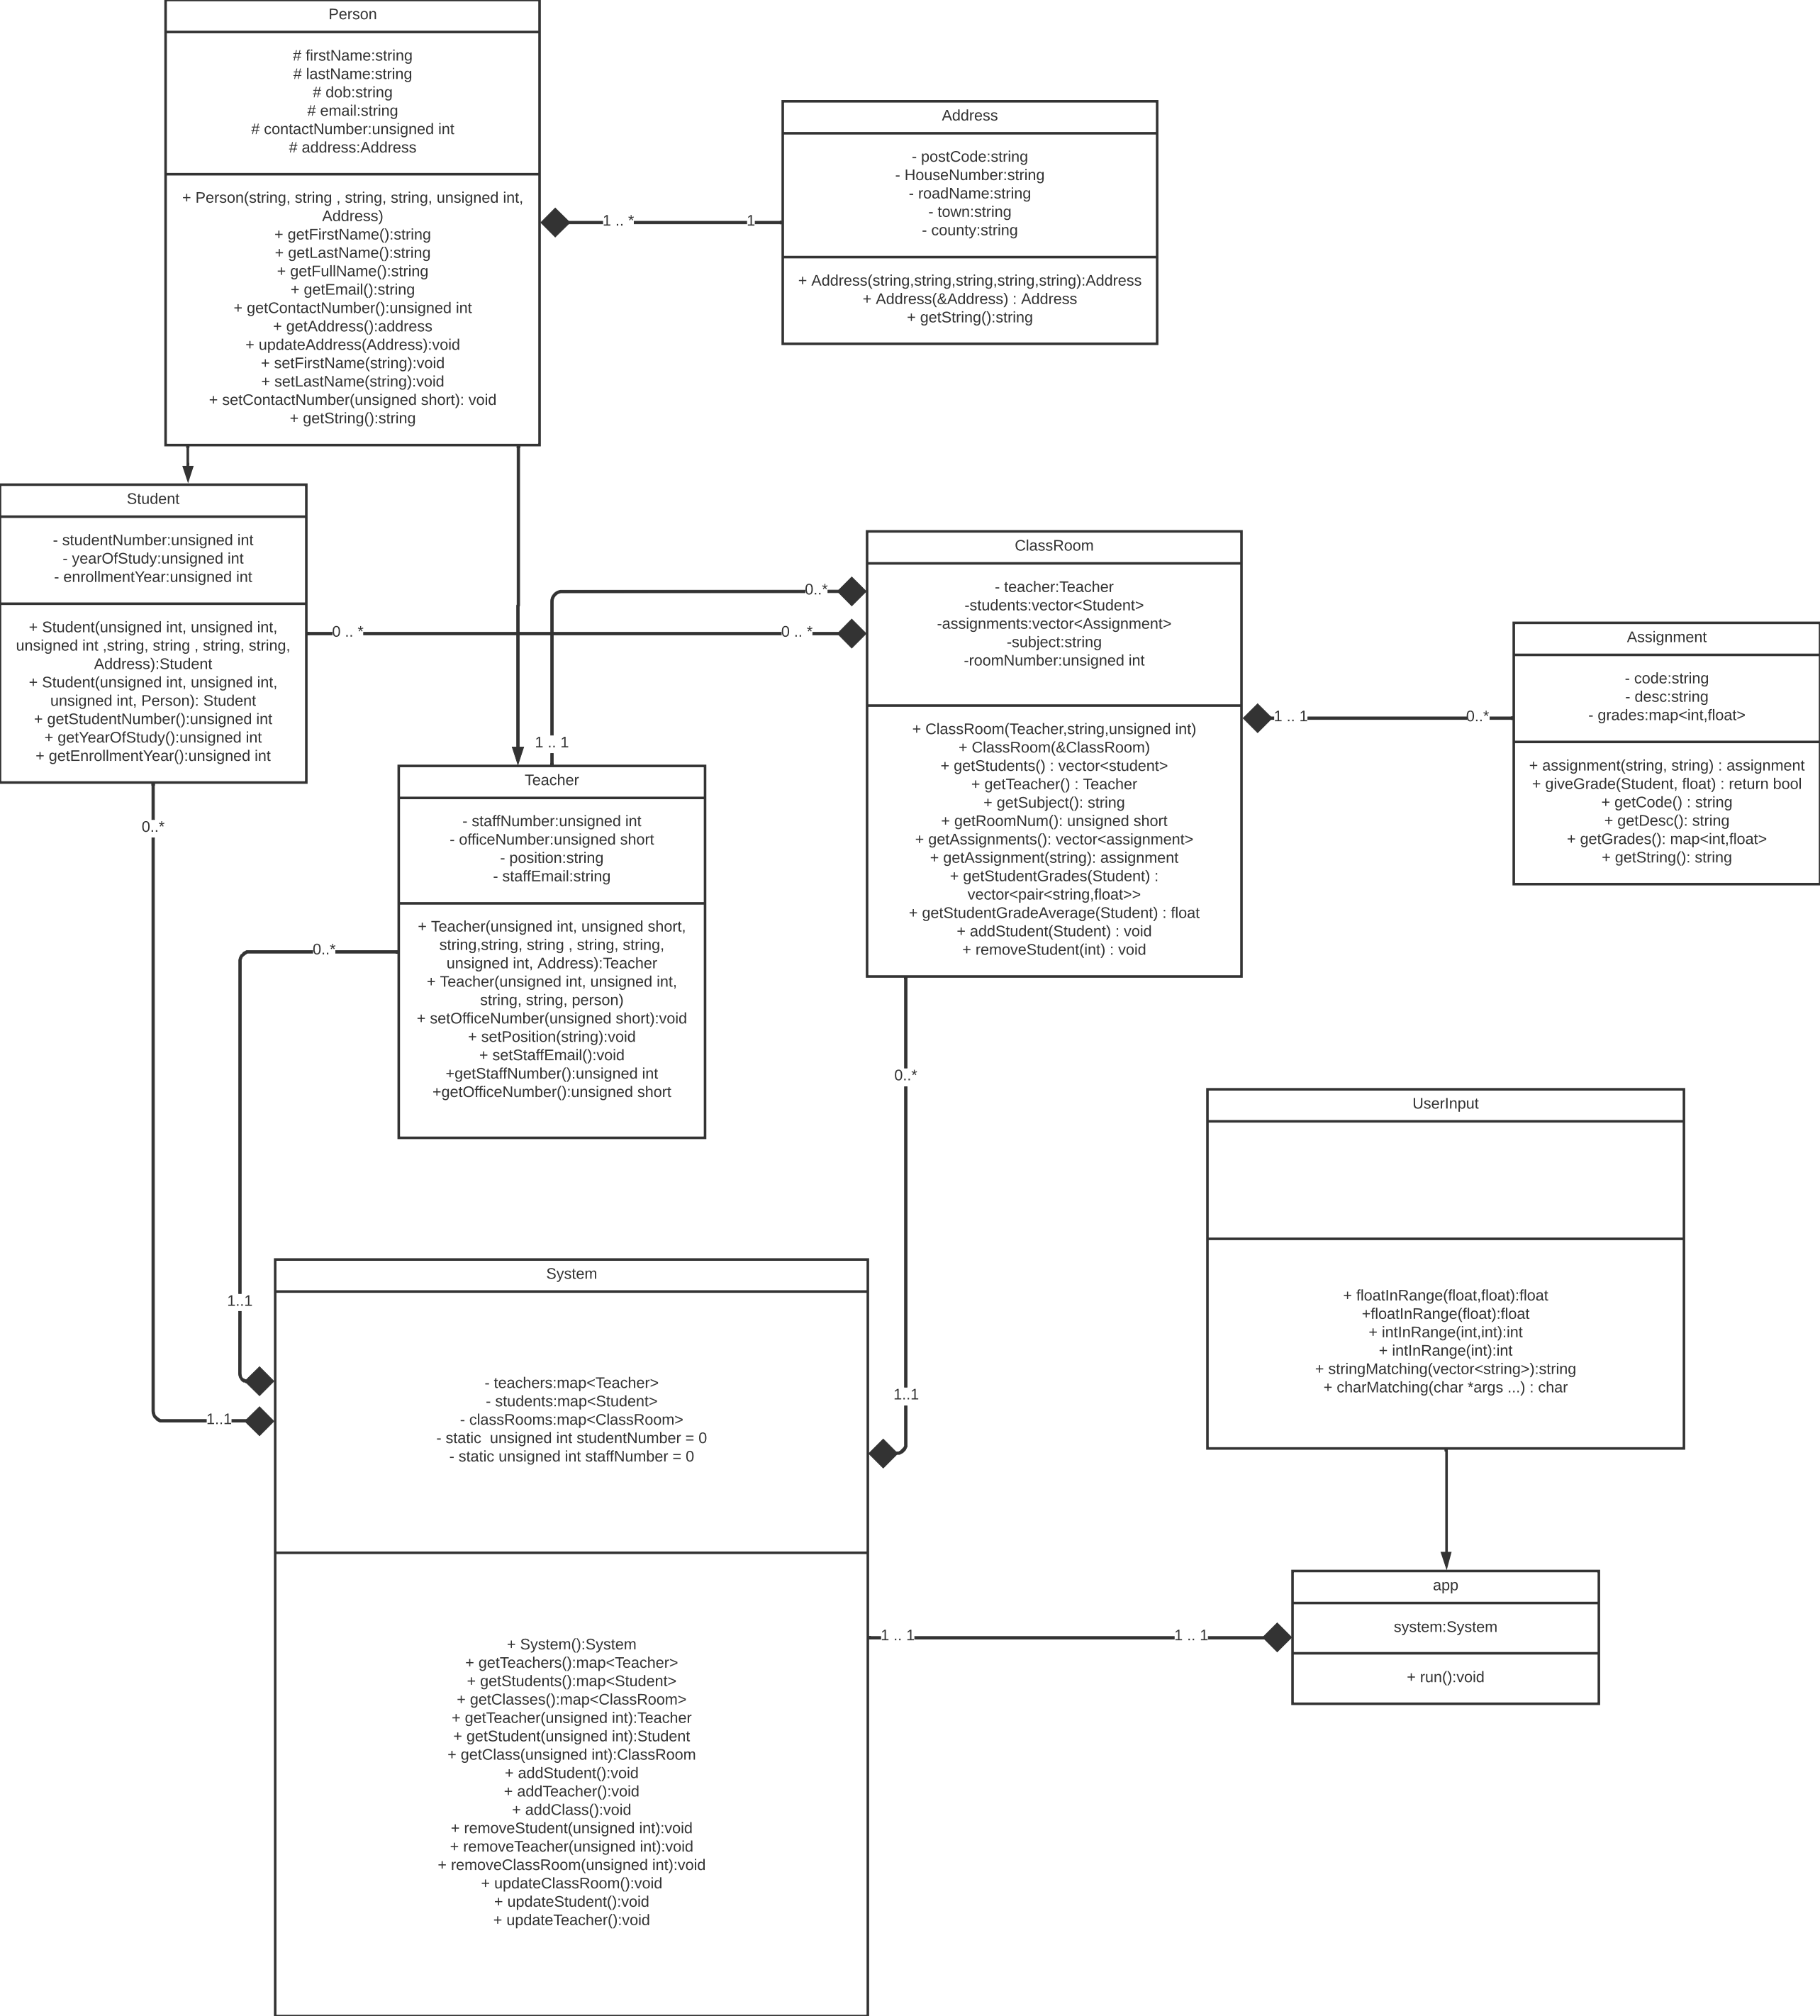 Person
# firstName:string
# lastName:string
# dob:string
# email:string
# contactNumber:unsigned int
# address:Address
+ Person(string, string , string, string, unsigned int,
Address)
+ getFirstName():string
+ getLastName():string
+ getFullName():string
+ getEmail():string
+ getContactNumber():unsigned int
+ getAddress():address
+ updateAddress(Address):void
+ setFirstName(string):void
+ setLastName(string):void
+ setContactNumber(unsigned short): void
+ getString():string
1 .. *
1
Address
- postCode:string
- HouseNumber:string
- roadName:string
- town:string
- county:string
+ Address(string,string,string,string,string):Address
+ Address(&Address) : Address
+ getString():string
Student
- studentNumber:unsigned int
- yearOfStudy:unsigned int
- enrollmentYear:unsigned int
+ Student(unsigned int, unsigned int,
unsigned int ,string, string , string, string,
Address):Student
+ Student(unsigned int, unsigned int,
unsigned int, Person): Student
+ getStudentNumber():unsigned int
+ getYearOfStudy():unsigned int
+ getEnrollmentYear():unsigned int
0 .. *
0 .. *
0..*
1 .. 1
ClassRoom
- teacher:Teacher
-students:vector<Student>
-assignments:vector<Assignment>
-subject:string
-roomNumber:unsigned int
+ ClassRoom(Teacher,string,unsigned int)
+ ClassRoom(&ClassRoom)
+ getStudents() : vector<student>
+ getTeacher() : Teacher
+ getSubject(): string
+ getRoomNum(): unsigned short
+ getAssignments(): vector<assignment>
+ getAssignment(string): assignment
+ getStudentGrades(Student) :
vector<pair<string,float>>
+ getStudentGradeAverage(Student) : float
+ addStudent(Student) : void
+ removeStudent(int) : void
1 .. 1
0..*
Assignment
- code:string
- desc:string
- grades:map<int,float>
+ assignment(string, string) : assignment
+ giveGrade(Student, float) : return bool
+ getCode() : string
+ getDesc(): string
+ getGrades(): map<int,float>
+ getString(): string
Teacher
- staffNumber:unsigned int
- officeNumber:unsigned short
- position:string
- staffEmail:string
+ Teacher(unsigned int, unsigned short,
string,string, string , string, string,
unsigned int, Address):Teacher
+ Teacher(unsigned int, unsigned int,
string, string, person)
+ setOfficeNumber(unsigned short):void
+ setPosition(string):void
+ setStaffEmail():void
+getStaffNumber():unsigned int
+getOfficeNumber():unsigned short
0..*
0..*
1..1
1..1
0..*
1..1
UserInput
+ floatInRange(float,float):float
+floatInRange(float):float
+ intInRange(int,int):int
+ intInRange(int):int
+ stringMatching(vector<string>):string
+ charMatching(char *args ...) : char
System
- teachers:map<Teacher>
- students:map<Student>
- classRooms:map<ClassRoom>
- static  unsigned int studentNumber = 0
- static unsigned int staffNumber = 0
+ System():System
+ getTeachers():map<Teacher>
+ getStudents():map<Student>
+ getClasses():map<ClassRoom>
+ getTeacher(unsigned int):Teacher
+ getStudent(unsigned int):Student
+ getClass(unsigned int):ClassRoom
+ addStudent():void
+ addTeacher():void
+ addClass():void
+ removeStudent(unsigned int):void
+ removeTeacher(unsigned int):void
+ removeClassRoom(unsigned int):void
+ updateClassRoom():void
+ updateStudent():void
+ updateTeacher():void
1 .. 1
1 .. 1
app
system:System
+ run():void